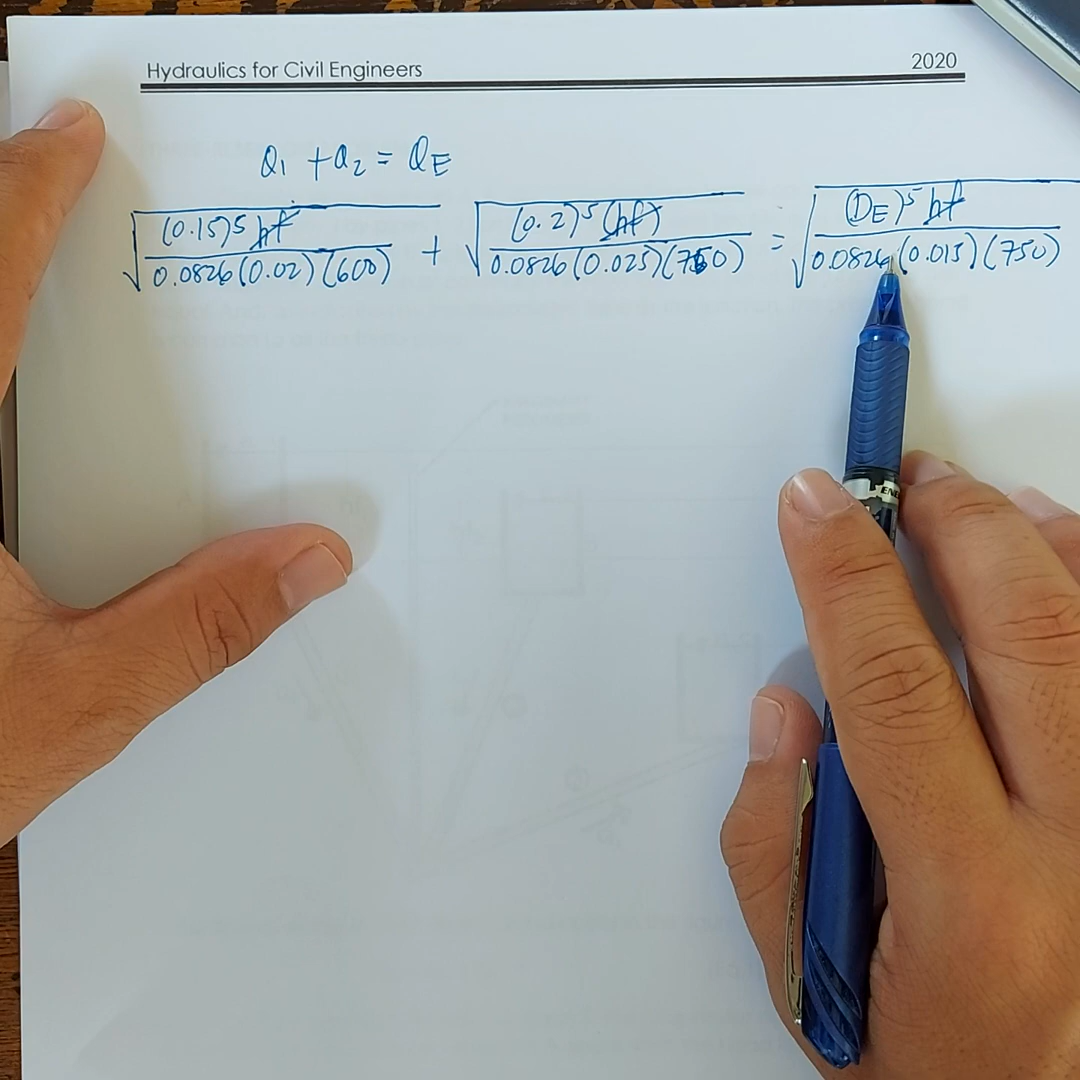 Hydraulics for Civil Engineers 2020
Q1 + Q2 = QE
√((0.15)^5 hf / 0.0826(0.02)(600)) + √((0.2)^5 (hf) / 0.0826(0.025)(750)) = √((DE)^5 hf / 0.0826(0.015)(750))